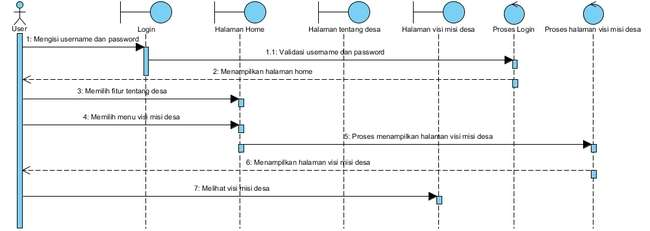 User
Login
Halaman Home
Halaman tentang desa
Halaman visi misi desa
Proses Login
Proses halaman visi misi desa
1: Mengisi username dan password
1.1: Validasi username dan password
2: Menampilkan halaman home
3: Memilih fitur tentang desa
4: Memilih menu visi misi desa
5: Proses menampilkan halaman visi misi desa
6: Menampilkan halaman visi misi desa
7: Melihat visi misi desa